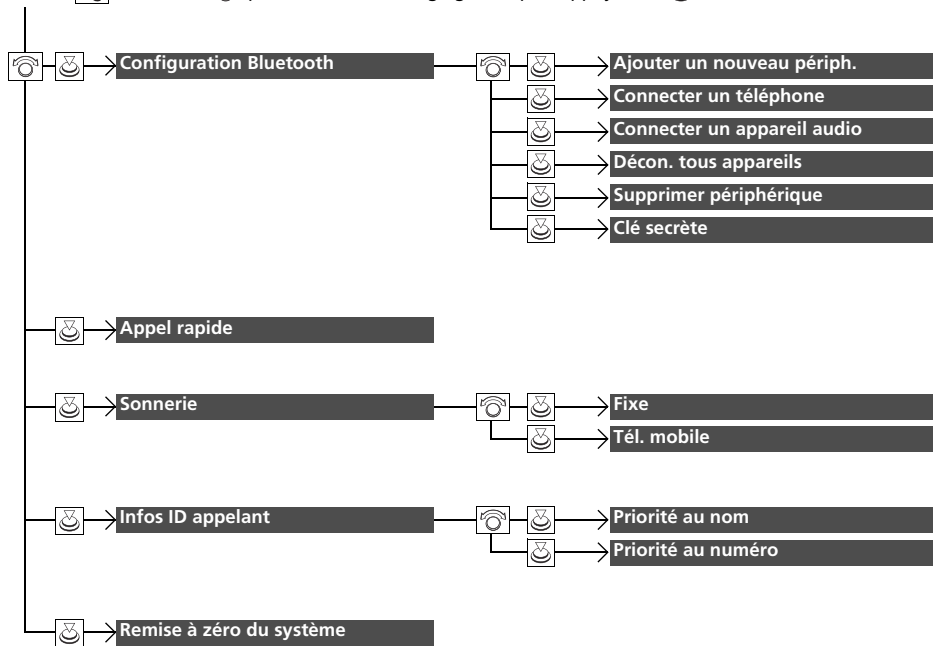 Configuration Bluetooth
Ajouter un nouveau périph.
Connecter un téléphone
Connecter un appareil audio
Décon. tous appareils
Supprimer périphérique
Clé secrète
Appel rapide
Sonnerie
Fixe
Tél. mobile
Infos ID appelant
Priorité au nom
Priorité au numéro
Remise à zéro du système